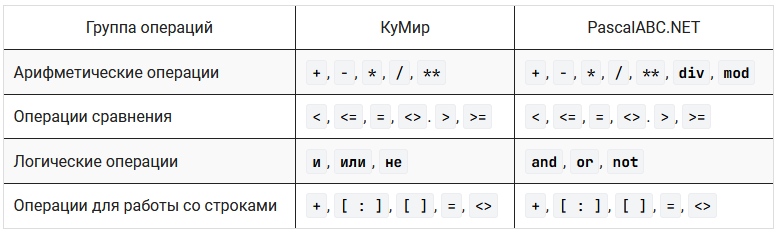 Группа операций КуМир PascalABC.NET
Арифметические операции +, -, *, /, ** +, -, *, /, **, div, mod
Операции сравнения <, <=, =, <>. >, >= <, <=, =, <>. >, >=
Логические операции и, или, не and, or, not
Операции для работы со строками +, [ : ], [ ], =, <> +, [ : ], [ ], =, <>